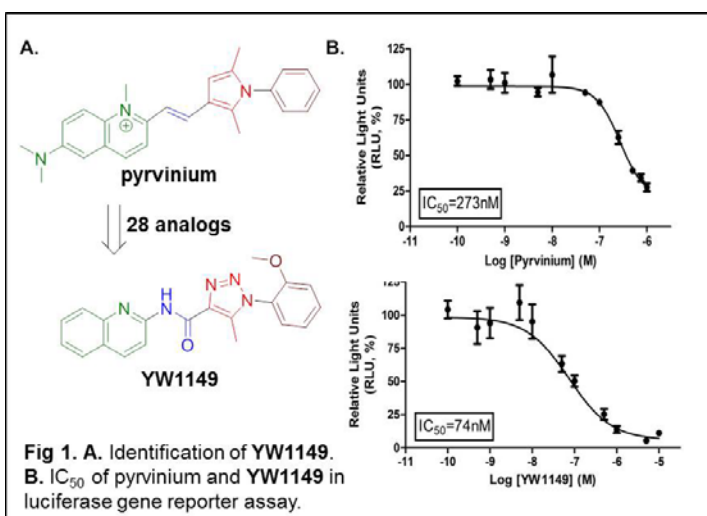 A.
N
+
N
N
pyrvinium
28 analogs
N
H
N
O
N
N
N
O
YW1149
Fig 1. A. Identification of YW1149.
B. IC50 of pyrvinium and YW1149 in
luciferase gene reporter assay.
B.
Relative Light Units
(RLU, %)
125
100
75
50
25
0
IC50=273nM
-11 -10 -9 -8 -7 -6 -5
Log [Pyrvinium] (M)
Relative Light Units
(RLU, %)
125
100
75
50
25
0
IC50=74nM
-11 -10 -9 -8 -7 -6 -5 -4
Log [YW1149] (M)